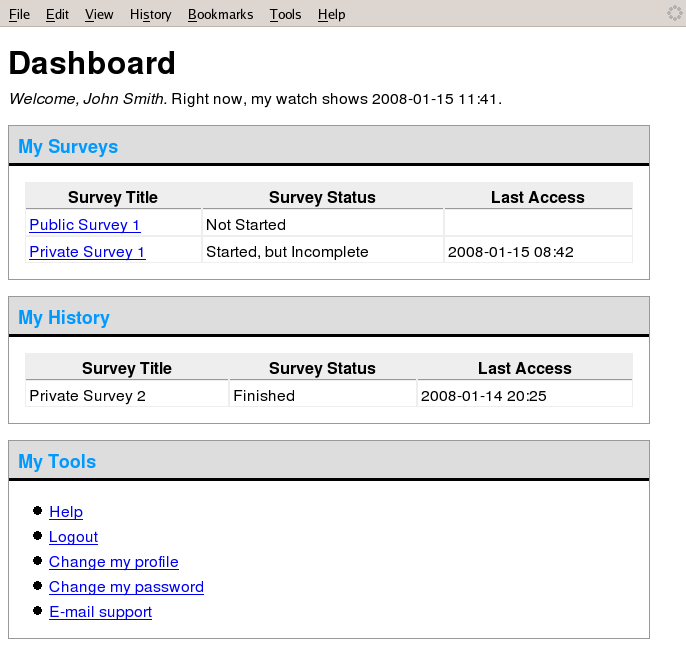 File Edit View History Bookmarks Tools Help
Dashboard
Welcome, John Smith. Right now, my watch shows 2008-01-15 11:41.
My Surveys
Survey Title Survey Status Last Access
Public Survey 1 Not Started
Private Survey 1 Started, but Incomplete 2008-01-15 08:42
My History
Survey Title Survey Status Last Access
Private Survey 2 Finished 2008-01-14 20:25
My Tools
Help
Logout
Change my profile
Change my password
E-mail support